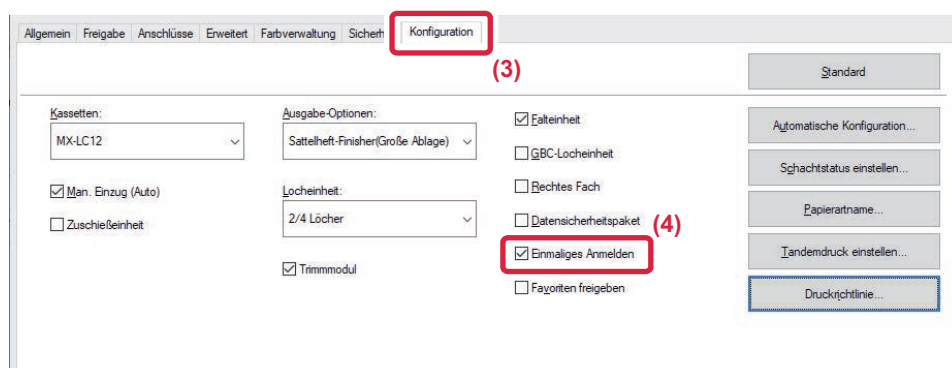 Allgemein Freigabe Anschlüsse Erweitert Farbverwaltung Sicherh Konfiguration
(3)
Standard
Kassetten:
MX-LC12
Man. Einzug (Auto)
Zuschießeinheit
Ausgabe-Optionen:
Sattelheft-Finisher(Große Ablage)
Locheinheit:
2/4 Löcher
Trimmmodul
Falteinheit
GBC-Locheinheit
Rechtes Fach
Datensicherheitspaket
(4)
Einmaliges Anmelden
Favoriten freigeben
Automatische Konfiguration...
Schachtstatus einstellen...
Papierartname...
Tandemdruck einstellen...
Druckrichtlinie...